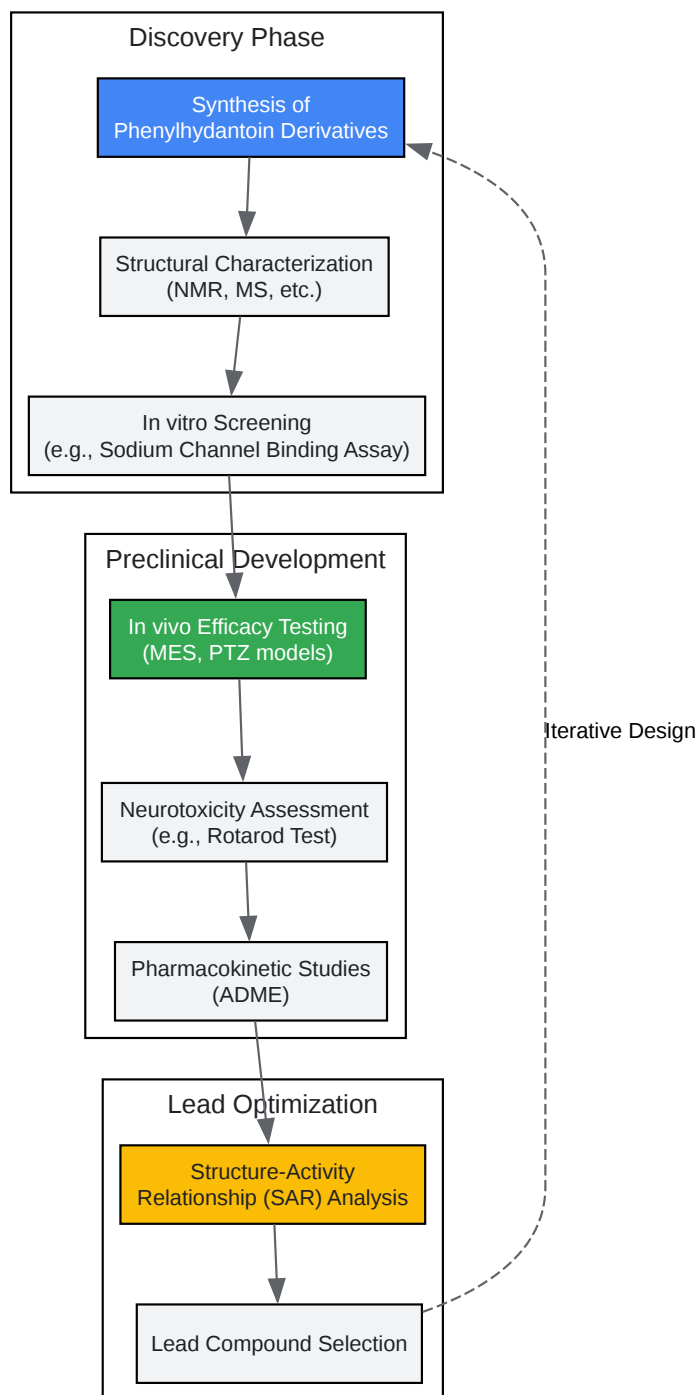 Discovery Phase
Synthesis of
Phenylhydantoin Derivatives
Structural Characterization
(NMR, MS, etc.)
In vitro Screening
(e.g., Sodium Channel Binding Assay)
Preclinical Development
In vivo Efficacy Testing
(MES, PTZ models)
Iterative Design
Neurotoxicity Assessment
(e.g., Rotarod Test)
Pharmacokinetic Studies
(ADME)
Lead Optimization
Structure-Activity
Relationship (SAR) Analysis
Lead Compound Selection